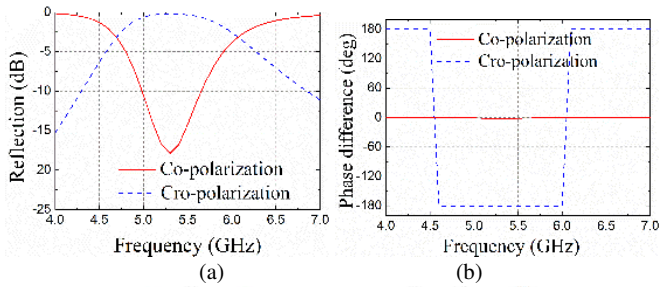 0
-5
-10
-15
-20
-25
Reflection (dB)
Co-polarization
Cro-polarization
4.0 4.5 5.0 5.5 6.0 6.5 7.0
Frequency (GHz)
(a)
180
120
60
0
-60
-120
-180
Phase difference (deg)
Co-polarization
Cro-polarization
4.0 4.5 5.0 5.5 6.0 6.5 7.0
Frequency (GHz)
(b)